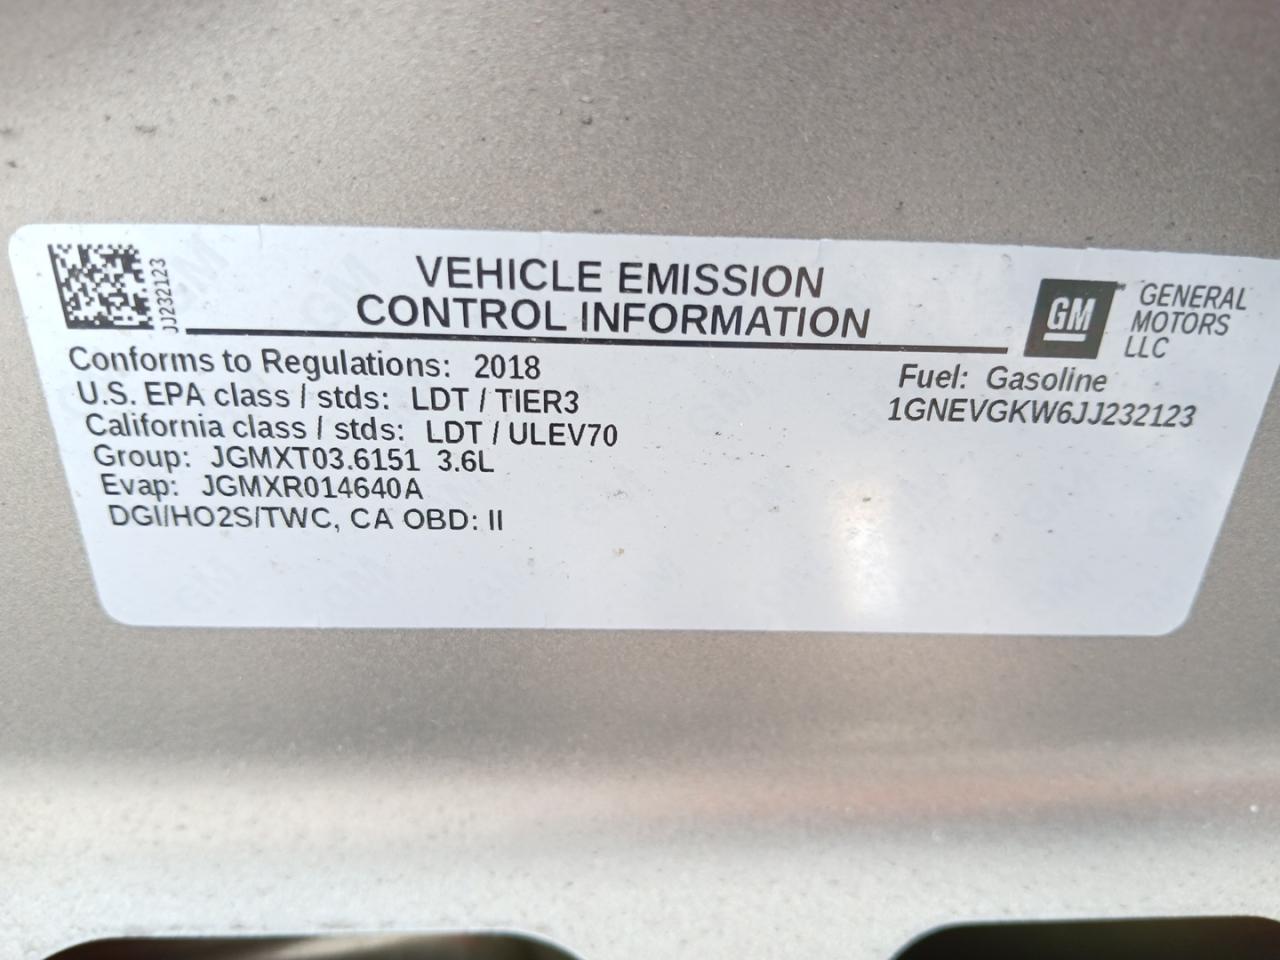 JJ232123
VEHICLE EMISSION
CONTROL INFORMATION
GM
GENERAL
MOTORS
LLC
Conforms to Regulations: 2018
U.S. EPA class / stds: LDT / TIER3
California class / stds: LDT / ULEV70
Group: JGMXT03.6151 3.6L
Evap: JGMXR014640A
DGI/HO2S/TWC, CA OBD: II
Fuel: Gasoline
1GNEVGKW6JJ232123